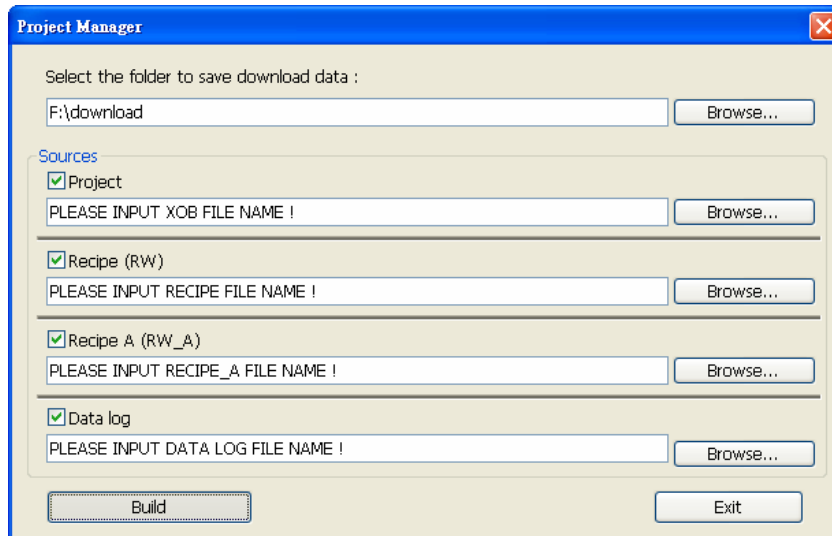 Project Manager
Select the folder to save download data :
F:\download
Browse...
Sources
Project
PLEASE INPUT XOB FILE NAME !
Browse...
Recipe (RW)
PLEASE INPUT RECIPE FILE NAME !
Browse...
Recipe A (RW_A)
PLEASE INPUT RECIPE_A FILE NAME !
Browse...
Data log
PLEASE INPUT DATA LOG FILE NAME !
Browse...
Build
Exit